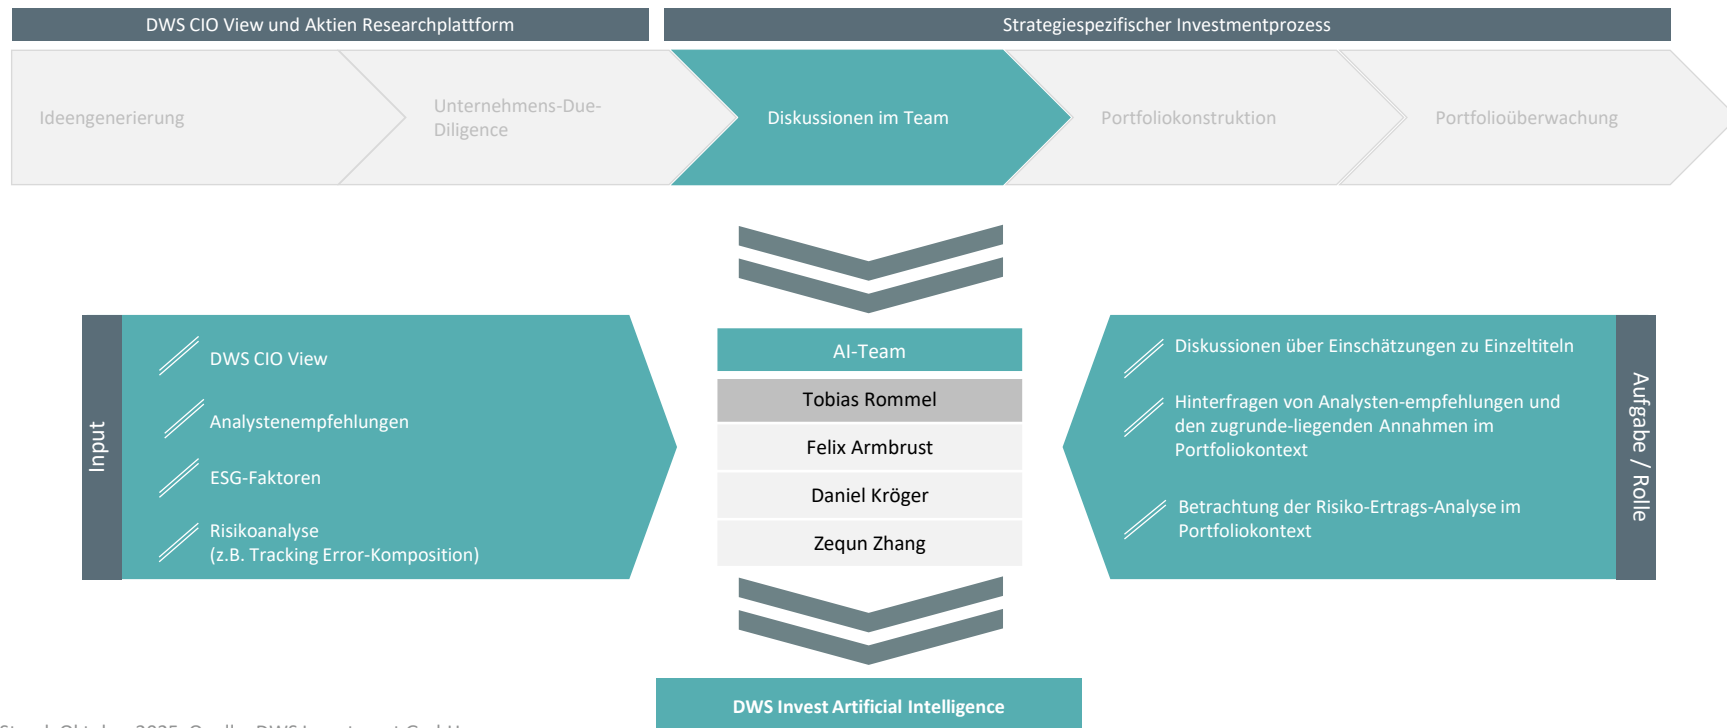 DWS CIO View und Aktien Researchplattform
Strategiespezifischer Investmentprozess
Ideengenerierung
Unternehmens-Due-
Diligence
Diskussionen im Team
Portfoliokonstruktion
Portfolioüberwachung
Input
DWS CIO View
Analystenempfehlungen
ESG-Faktoren
Risikoanalyse
(z.B. Tracking Error-Komposition)
AI-Team
Tobias Rommel
Felix Armbrust
Daniel Kröger
Zequn Zhang
Diskussionen über Einschätzungen zu Einzeltiteln
Hinterfragen von Analysten-empfehlungen und
den zugrunde-liegenden Annahmen im
Portfoliokontext
Betrachtung der Risiko-Ertrags-Analyse im
Portfoliokontext
Aufgabe / Rolle
DWS Invest Artificial Intelligence